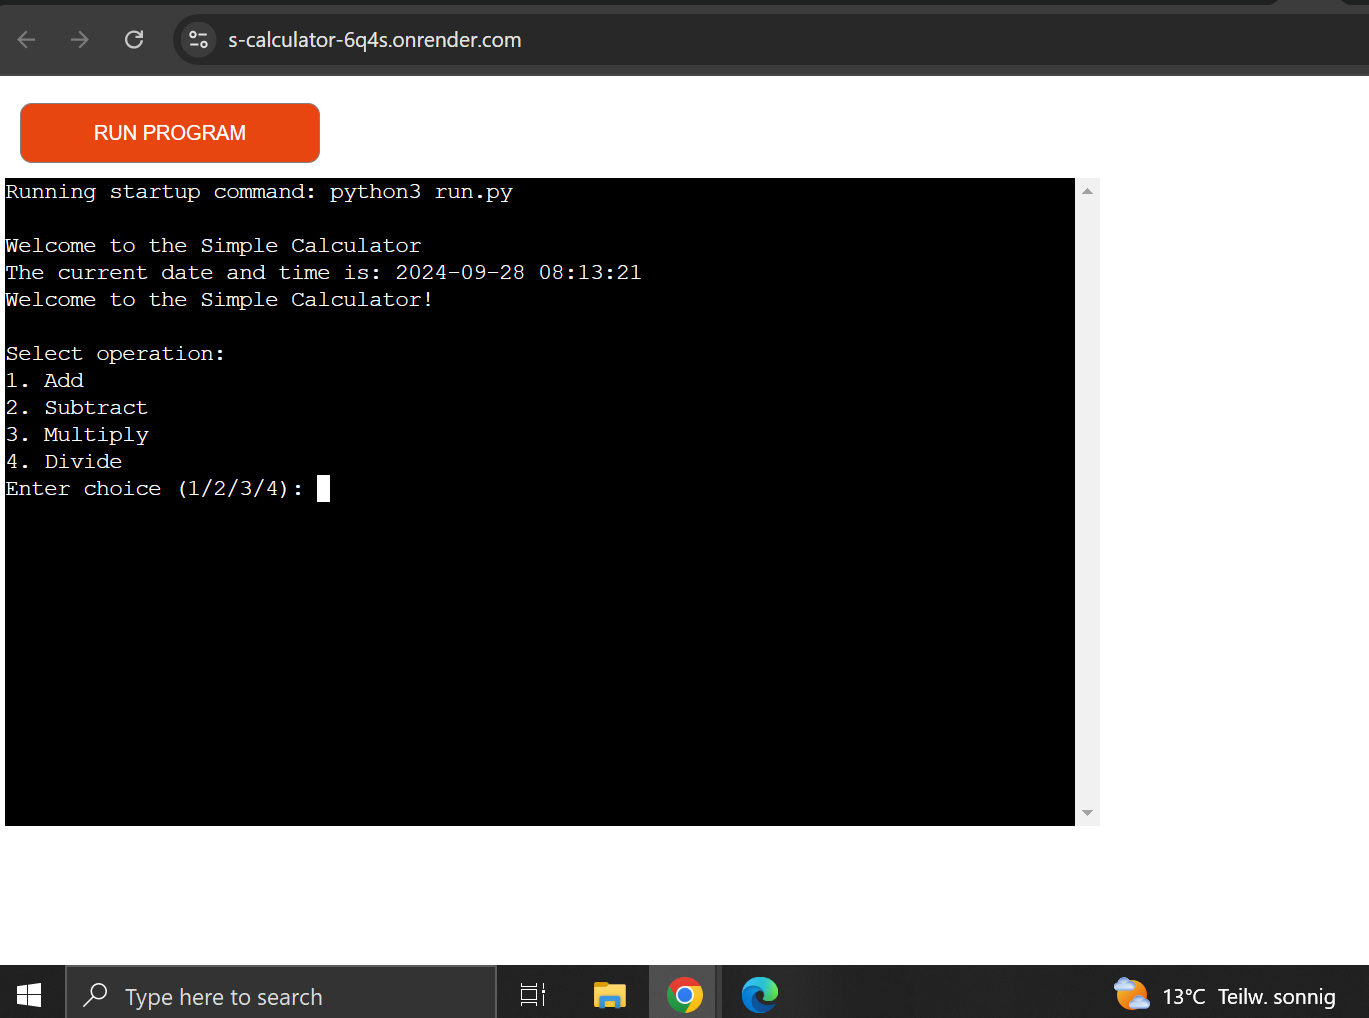 s-calculator-6q4s.onrender.com
RUN PROGRAM
Running startup command: python3 run.py
Welcome to the Simple Calculator
The current date and time is: 2024-09-28 08:13:21
Welcome to the Simple Calculator!
Select operation:
1. Add
2. Subtract
3. Multiply
4. Divide
Enter choice (1/2/3/4):
Type here to search
13°C Teilw. sonnig